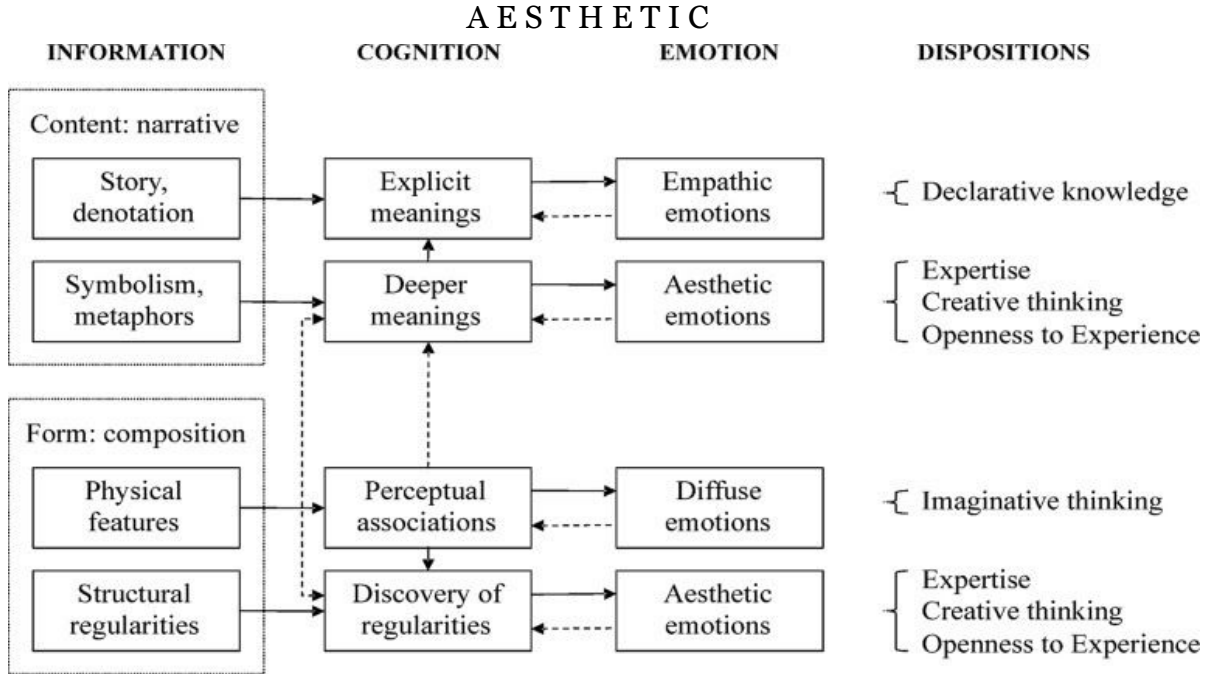 A E S T H E T I C
INFORMATION COGNITION EMOTION DISPOSITIONS
Content: narrative
Story,
denotation
Explicit
meanings
Empathic
emotions
Declarative knowledge
Symbolism,
metaphors
Deeper
meanings
Aesthetic
emotions
Expertise
Creative thinking
Openness to Experience
Form: composition
Physical
features
Perceptual
associations
Diffuse
emotions
Imaginative thinking
Structural
regularities
Discovery of
regularities
Aesthetic
emotions
Expertise
Creative thinking
Openness to Experience